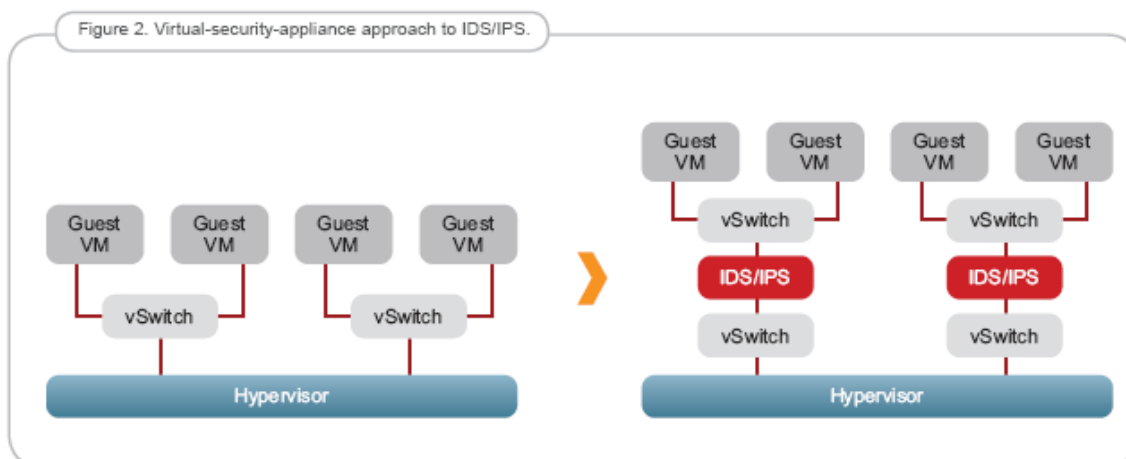 Figure 2. Virtual-security-appliance approach to IDS/IPS.
Guest
VM
Guest
VM
Guest
VM
Guest
VM
vSwitch
vSwitch
Hypervisor
Guest
VM
Guest
VM
Guest
VM
Guest
VM
vSwitch
vSwitch
IDS/IPS
IDS/IPS
vSwitch
vSwitch
Hypervisor